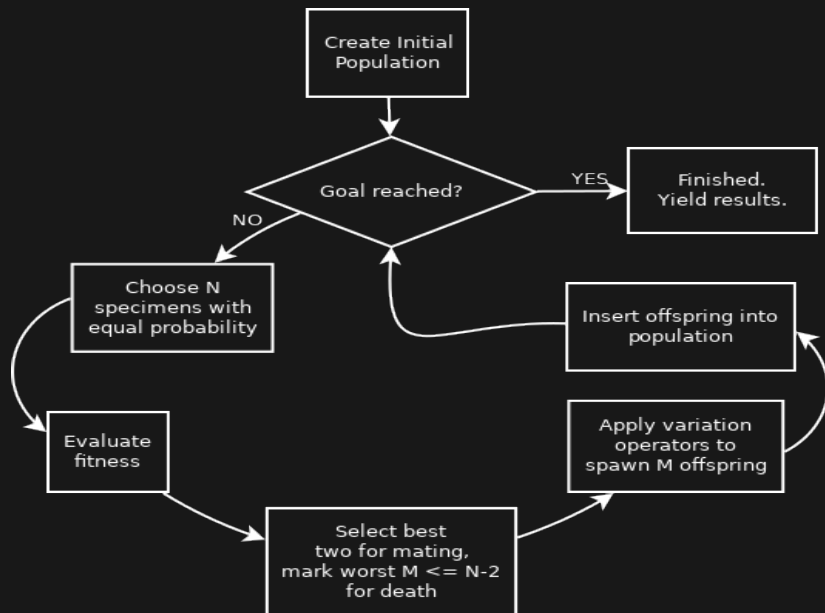 Create Initial
Population
Goal reached?
YES
Finished.
Yield results.
NO
Choose N
specimens with
equal probability
Insert offspring into
population
Evaluate
fitness
Apply variation
operators to
spawn M offspring
Select best
two for mating,
mark worst M <= N-2
for death